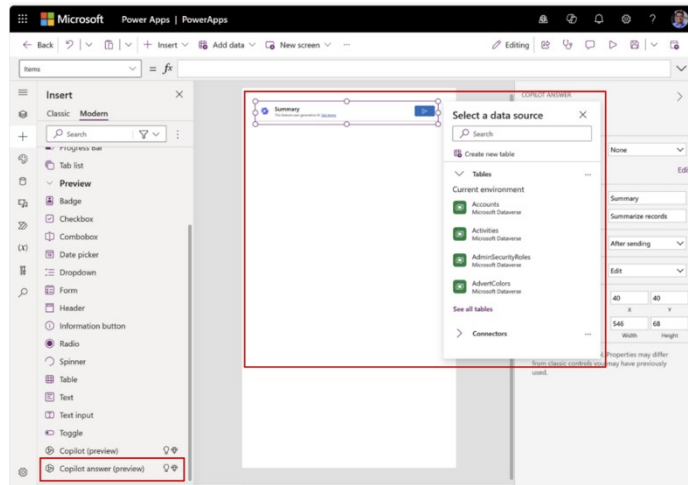 Microsoft Power Apps | PowerApps
Back
Insert
Add data
New screen
Editing
Items
= fx
Insert
Classic Modern
Search
Progress bar
Tab list
Preview
Badge
Checkbox
Combobox
Date picker
Dropdown
Form
Header
Information button
Radio
Spinner
Table
Text
Text input
Toggle
Copilot (preview)
Copilot answer (preview)
Summary
Select a data source
Search
Create new table
Tables
Current environment
Accounts
Microsoft Dataverse
Activities
Microsoft Dataverse
AdminSecurityRoles
Microsoft Dataverse
AdvertColors
Microsoft Dataverse
See all tables
Connectors
COPILOT ANSWER
None
Edi
Summary
Summarize records
After sending
Edit
40 40
X Y
546 68
Width Height
Properties may differ
from classic controls you may have previously
used.